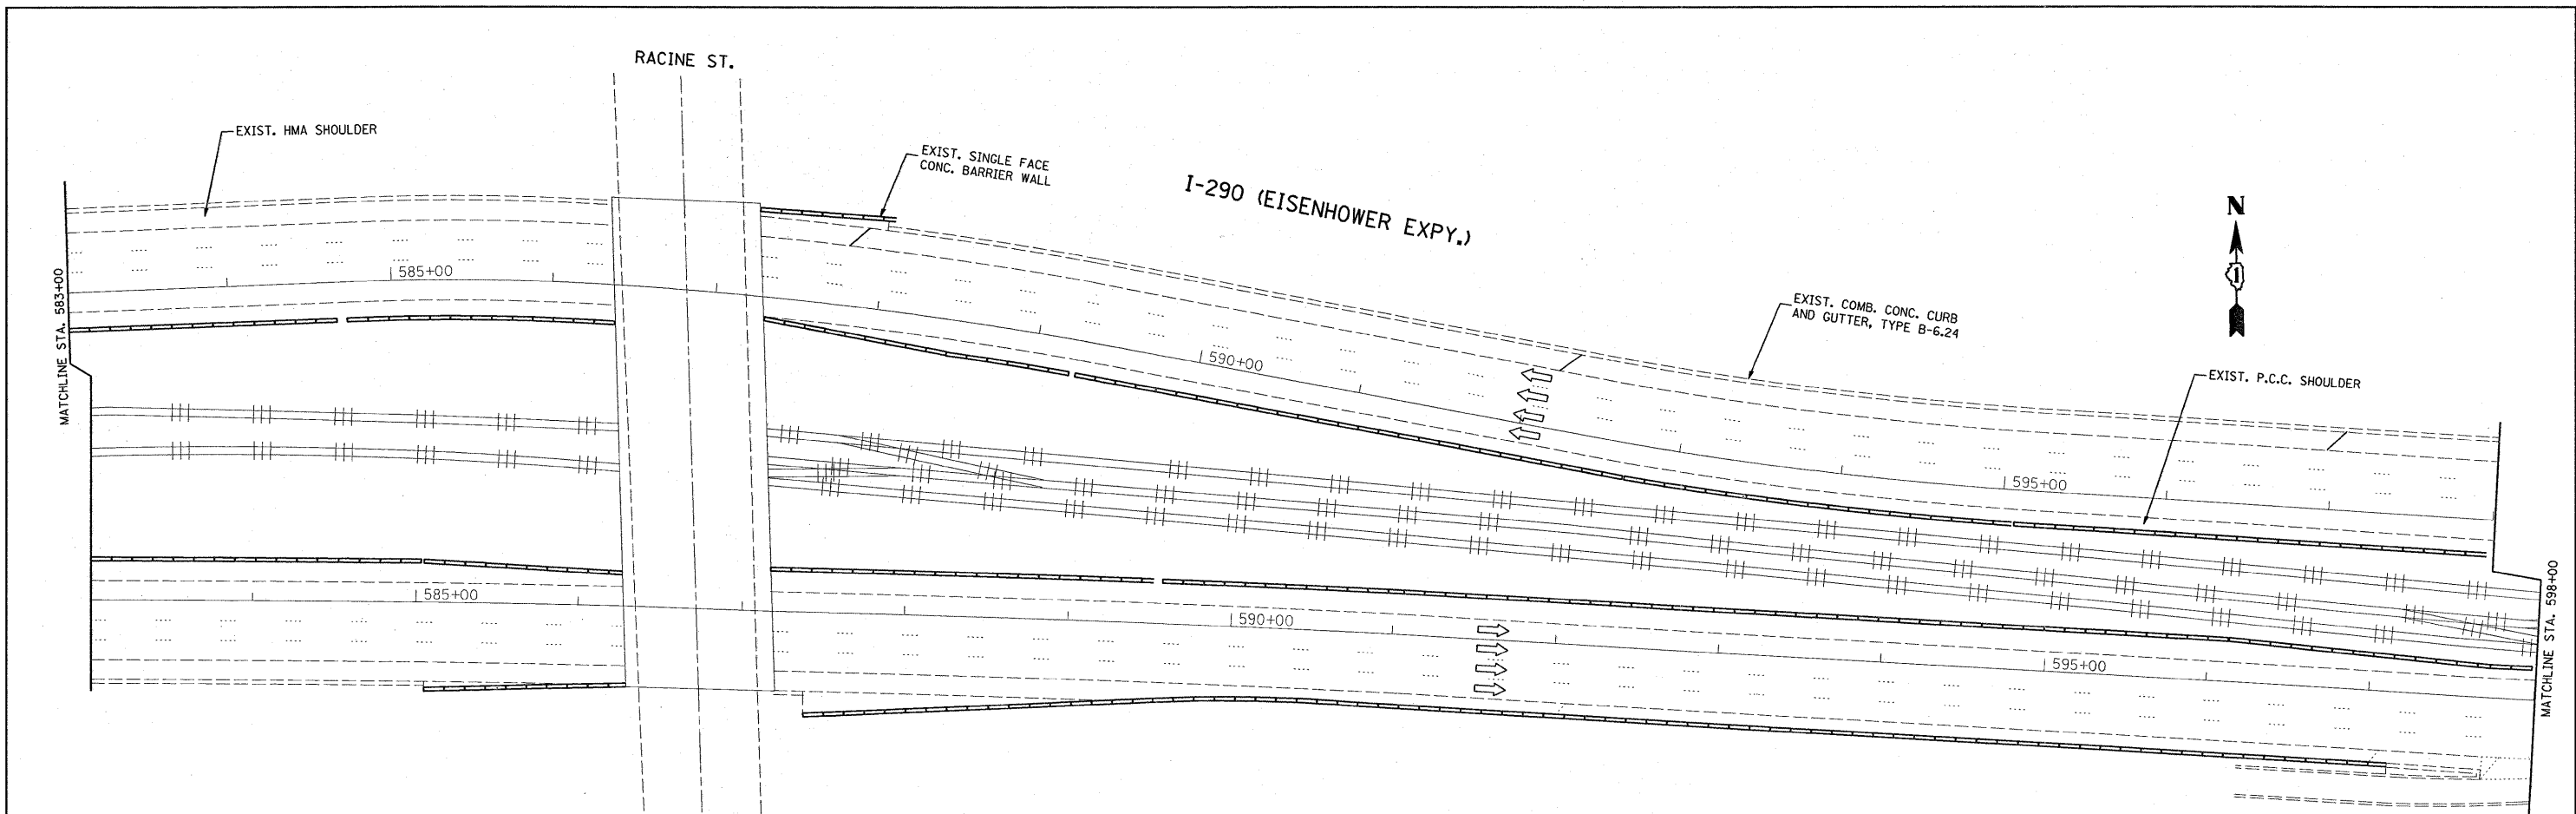 RACINE ST.
EXIST. HMA SHOULDER
EXIST. SINGLE FACE
CONC. BARRIER WALL
I-290 (EISENHOWER EXPY.)
N
1
585+00
MATCHLINE STA. 583+00
EXIST. COMB. CONC. CURB
AND GUTTER, TYPE B-6.24
590+00
EXIST. P.C.C. SHOULDER
595+00
585+00
590+00
595+00
MATCHLINE STA. 598+00